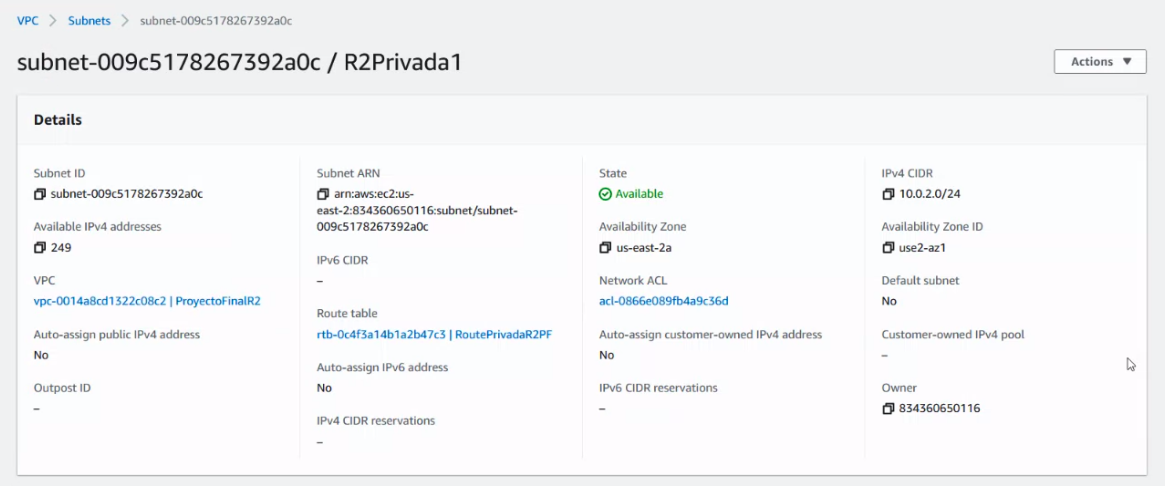 VPC > Subnets > subnet-009c5178267392a0c
subnet-009c5178267392a0c / R2Privada1
Actions ▼
Details
Subnet ID
subnet-009c5178267392a0c
Available IPv4 addresses
249
VPC
vpc-0014a8cd1322c08c2 | ProyectoFinalR2
Auto-assign public IPv4 address
No
Outpost ID
–
Subnet ARN
arn:aws:ec2:us-
east-2:834360650116:subnet/subnet-
009c5178267392a0c
IPv6 CIDR
–
Route table
rtb-0c4f3a14b1a2b47c3 | RoutePrivadaR2PF
Auto-assign IPv6 address
No
IPv4 CIDR reservations
–
State
Available
Availability Zone
us-east-2a
Network ACL
acl-0866e089fb4a9c36d
Auto-assign customer-owned IPv4 address
No
IPv6 CIDR reservations
–
IPv4 CIDR
10.0.2.0/24
Availability Zone ID
use2-az1
Default subnet
No
Customer-owned IPv4 pool
–
Owner
834360650116